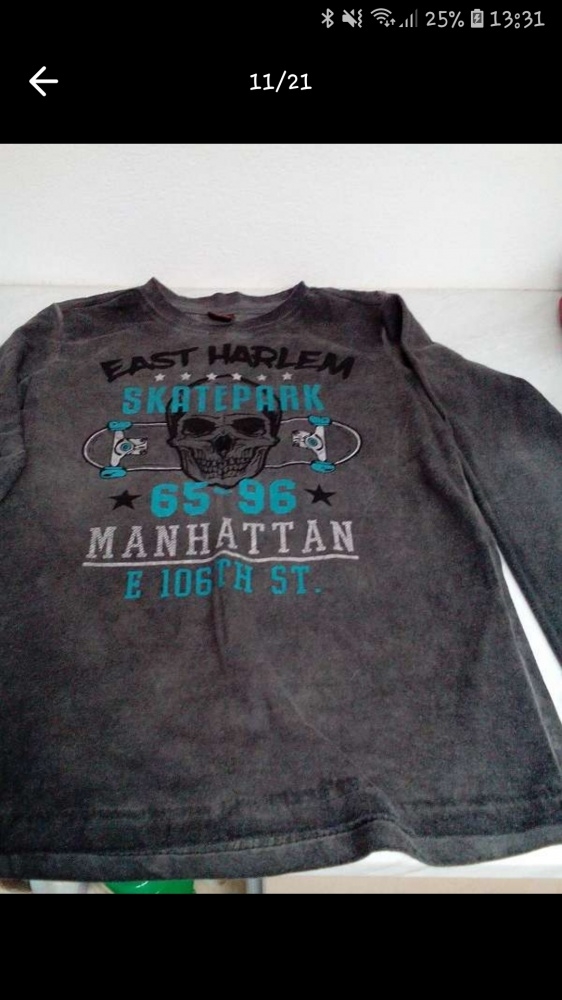 25% 13:31
11/21
EAST HARLEM
SKATEPARK
65-96
MANHATTAN
E 106TH ST.